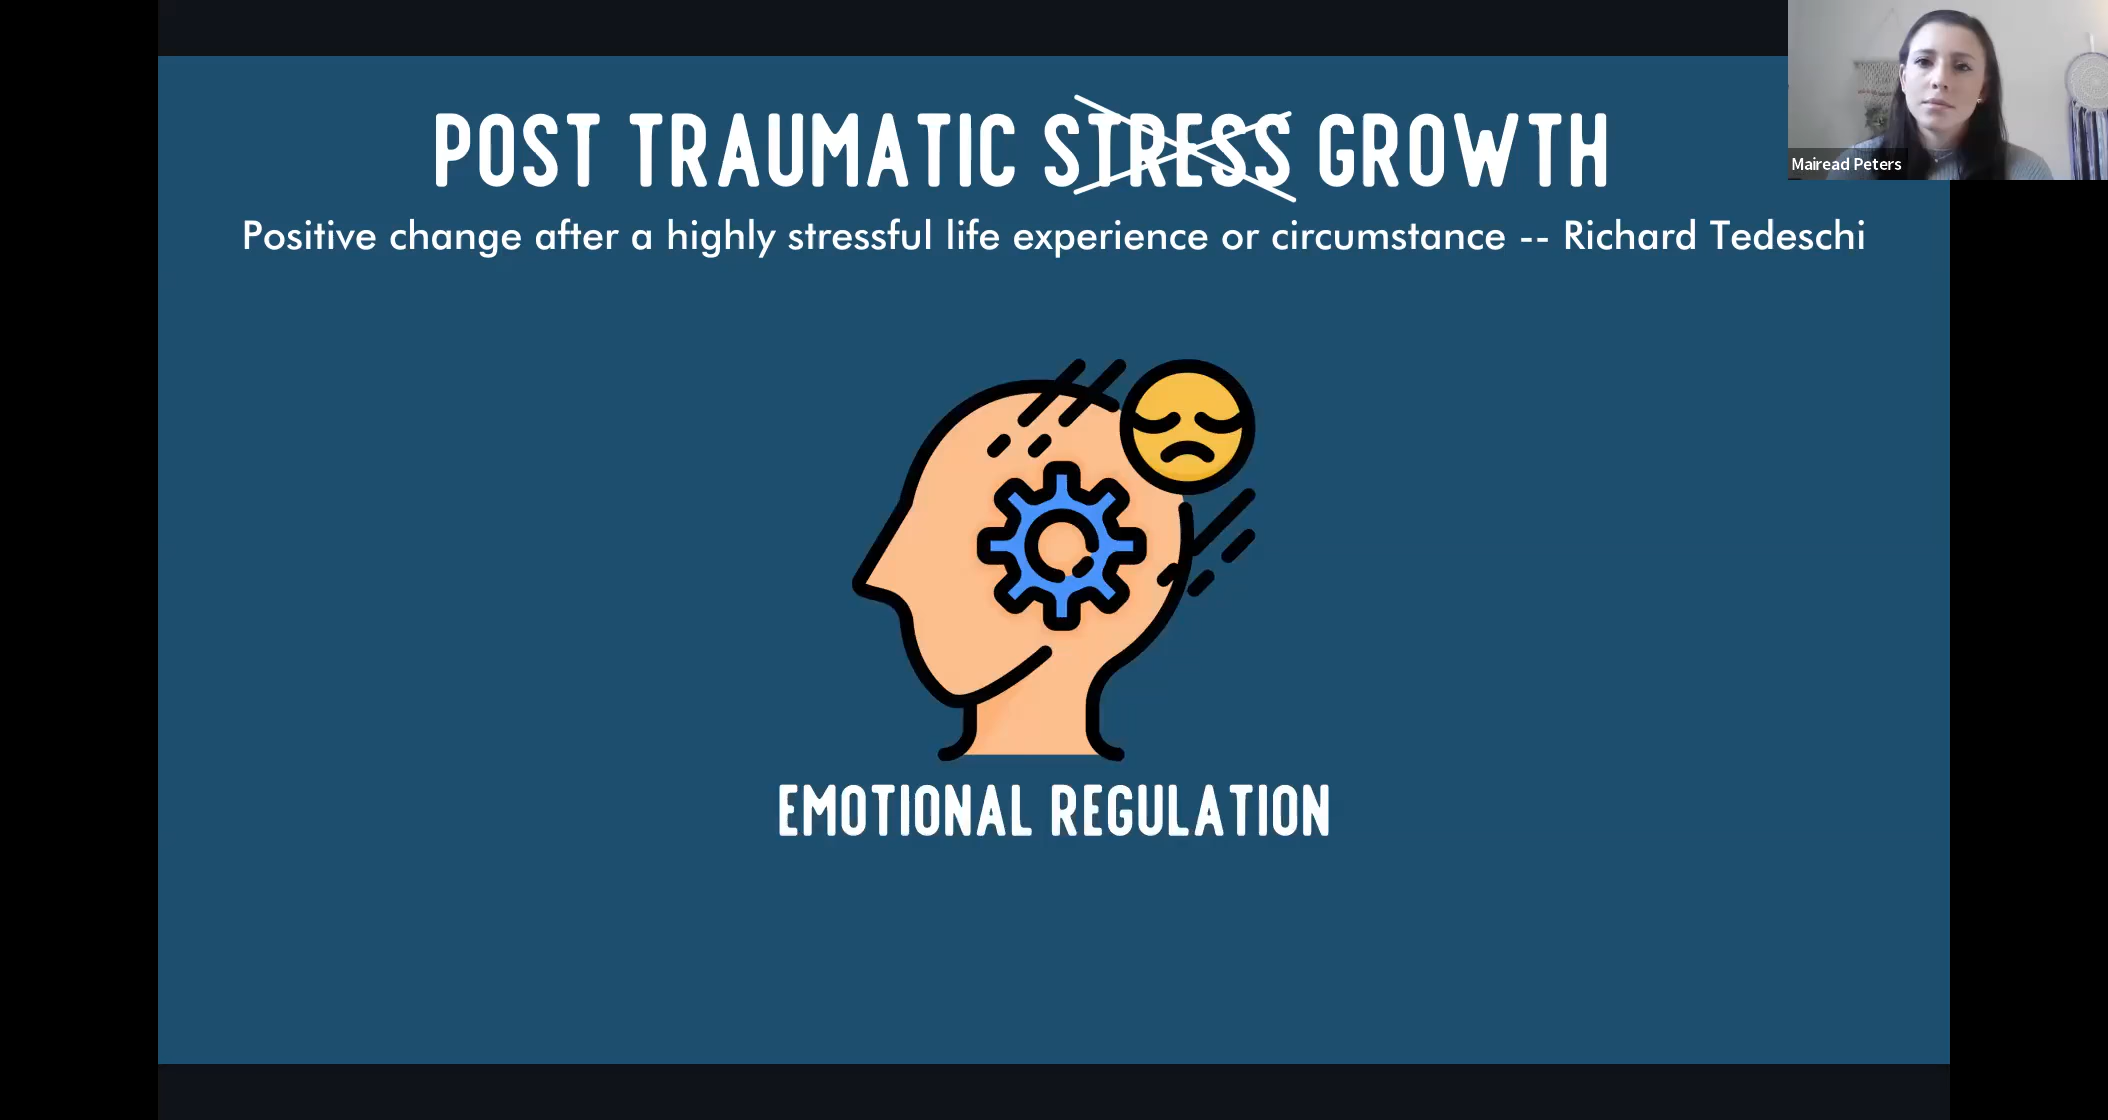 POST TRAUMATIC STRESS GROWTH
Positive change after a highly stressful life experience or circumstance -- Richard Tedeschi
Mairead Peters
EMOTIONAL REGULATION